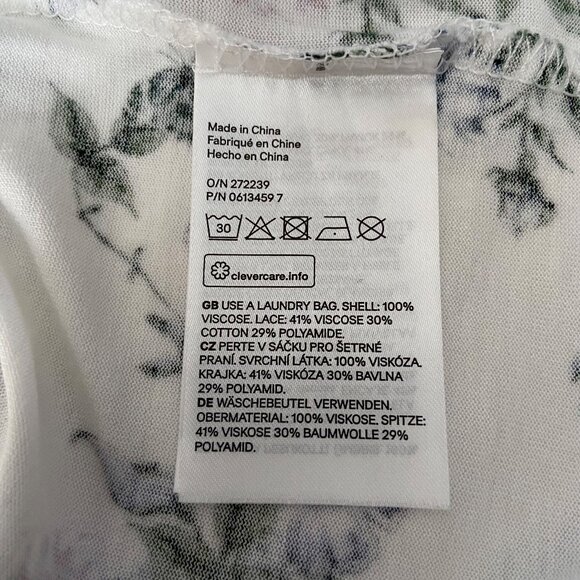 Made in China
Fabriqué en Chine
Hecho en China
O/N 272239
P/N 0613459 7
30
clevercare.info
GB USE A LAUNDRY BAG. SHELL: 100%
VISCOSE. LACE: 41% VISCOSE 30%
COTTON 29% POLYAMIDE.
CZ PERTE V SÁČKU PRO ŠETRNÉ
PRANÍ. SVRCHNÍ LÁTKA: 100% VISKÓZA.
KRAJKA: 41% VISKÓZA 30% BAVLNA
29% POLYAMID.
DE WÄSCHEBEUTEL VERWENDEN.
OBERMATERIAL: 100% VISKOSE. SPITZE:
41% VISKOSE 30% BAUMWOLLE 29%
POLYAMID.